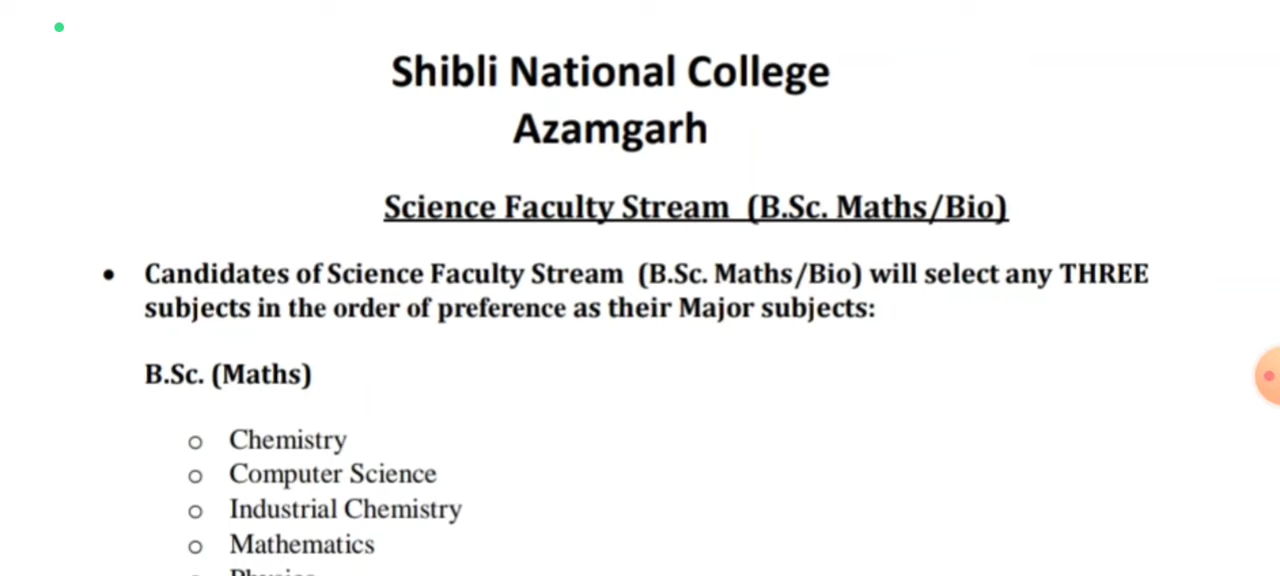 Shibli National College
Azamgarh
Science Faculty Stream (B.Sc. Maths/Bio)
• Candidates of Science Faculty Stream (B.Sc. Maths/Bio) will select any THREE
subjects in the order of preference as their Major subjects:
B.Sc. (Maths)
o Chemistry
o Computer Science
o Industrial Chemistry
o Mathematics